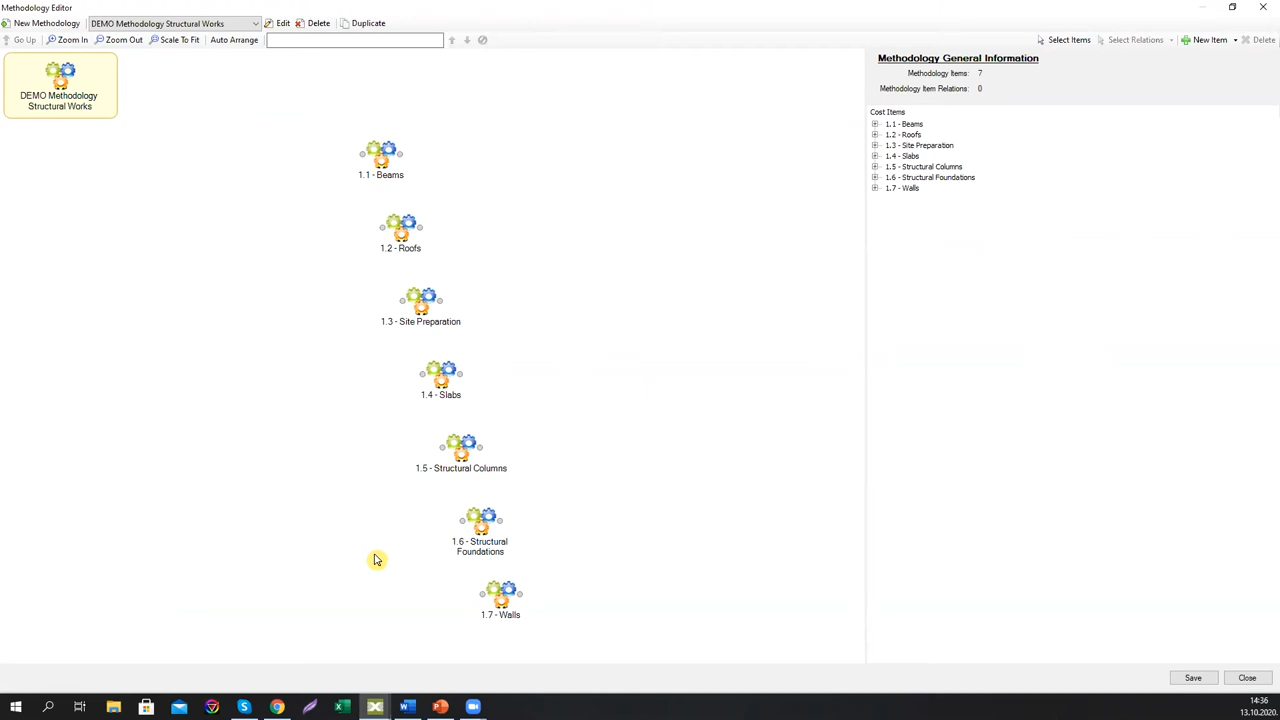 Methodology Editor
New Methodology
DEMO Methodology Structural Works
Edit
Delete
Duplicate
Go Up
Zoom In
Zoom Out
Scale To Fit
Auto Arrange
Select Items
Select Relations
New Item
Delete
DEMO Methodology
Structural Works
1.1 - Beams
1.2 - Roofs
1.3 - Site Preparation
1.4 - Slabs
1.5 - Structural Columns
1.6 - Structural
Foundations
1.7 - Walls
Methodology General Information
Methodology Items: 7
Methodology Item Relations: 0
Cost Items
1.1 - Beams
1.2 - Roofs
1.3 - Site Preparation
1.4 - Slabs
1.5 - Structural Columns
1.6 - Structural Foundations
1.7 - Walls
Save
Close
14:36
13.10.2020.